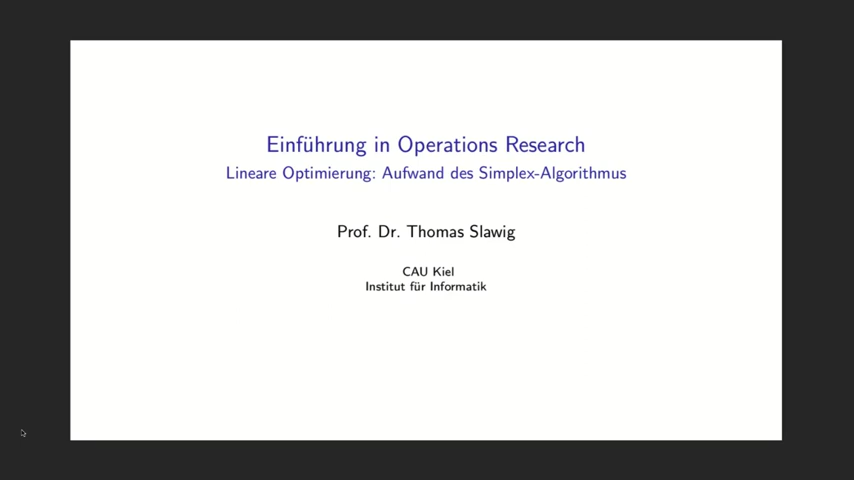 Einführung in Operations Research
Lineare Optimierung: Aufwand des Simplex-Algorithmus
Prof. Dr. Thomas Slawig
CAU Kiel
Institut für Informatik